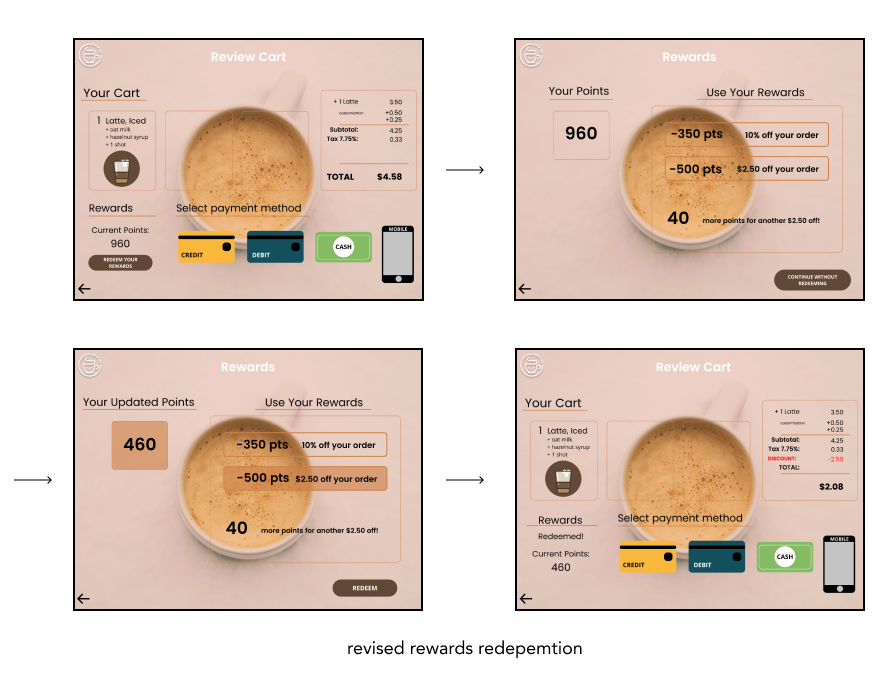 Review Cart
Your Cart
1 Latte, Iced
+ oat milk
+ hazelnut syrup
+ 1 shot
+ 1 Latte 3.50
customization +0.50
+0.25
Subtotal: 4.25
Tax 7.75%: 0.33
TOTAL $4.58
Rewards
Current Points:
960
REDEEM YOUR
REWARDS
Select payment method
CREDIT
DEBIT
CASH
MOBILE
Rewards
Your Points
960
Use Your Rewards
-350 pts 10% off your order
-500 pts $2.50 off your order
40 more points for another $2.50 off!
CONTINUE WITHOUT
REDEEMING
Rewards
Your Updated Points
460
Use Your Rewards
-350 pts 10% off your order
-500 pts $2.50 off your order
40 more points for another $2.50 off!
REDEEM
Review Cart
Your Cart
1 Latte, Iced
+ oat milk
+ hazelnut syrup
+ 1 shot
+ 1 Latte 3.50
customization +0.50
+0.25
Subtotal: 4.25
Tax 7.75%: 0.33
DISCOUNT: -2.50
TOTAL:
$2.08
Rewards
Redeemed!
Current Points:
460
Select payment method
CREDIT
DEBIT
CASH
MOBILE
revised rewards redepemtion